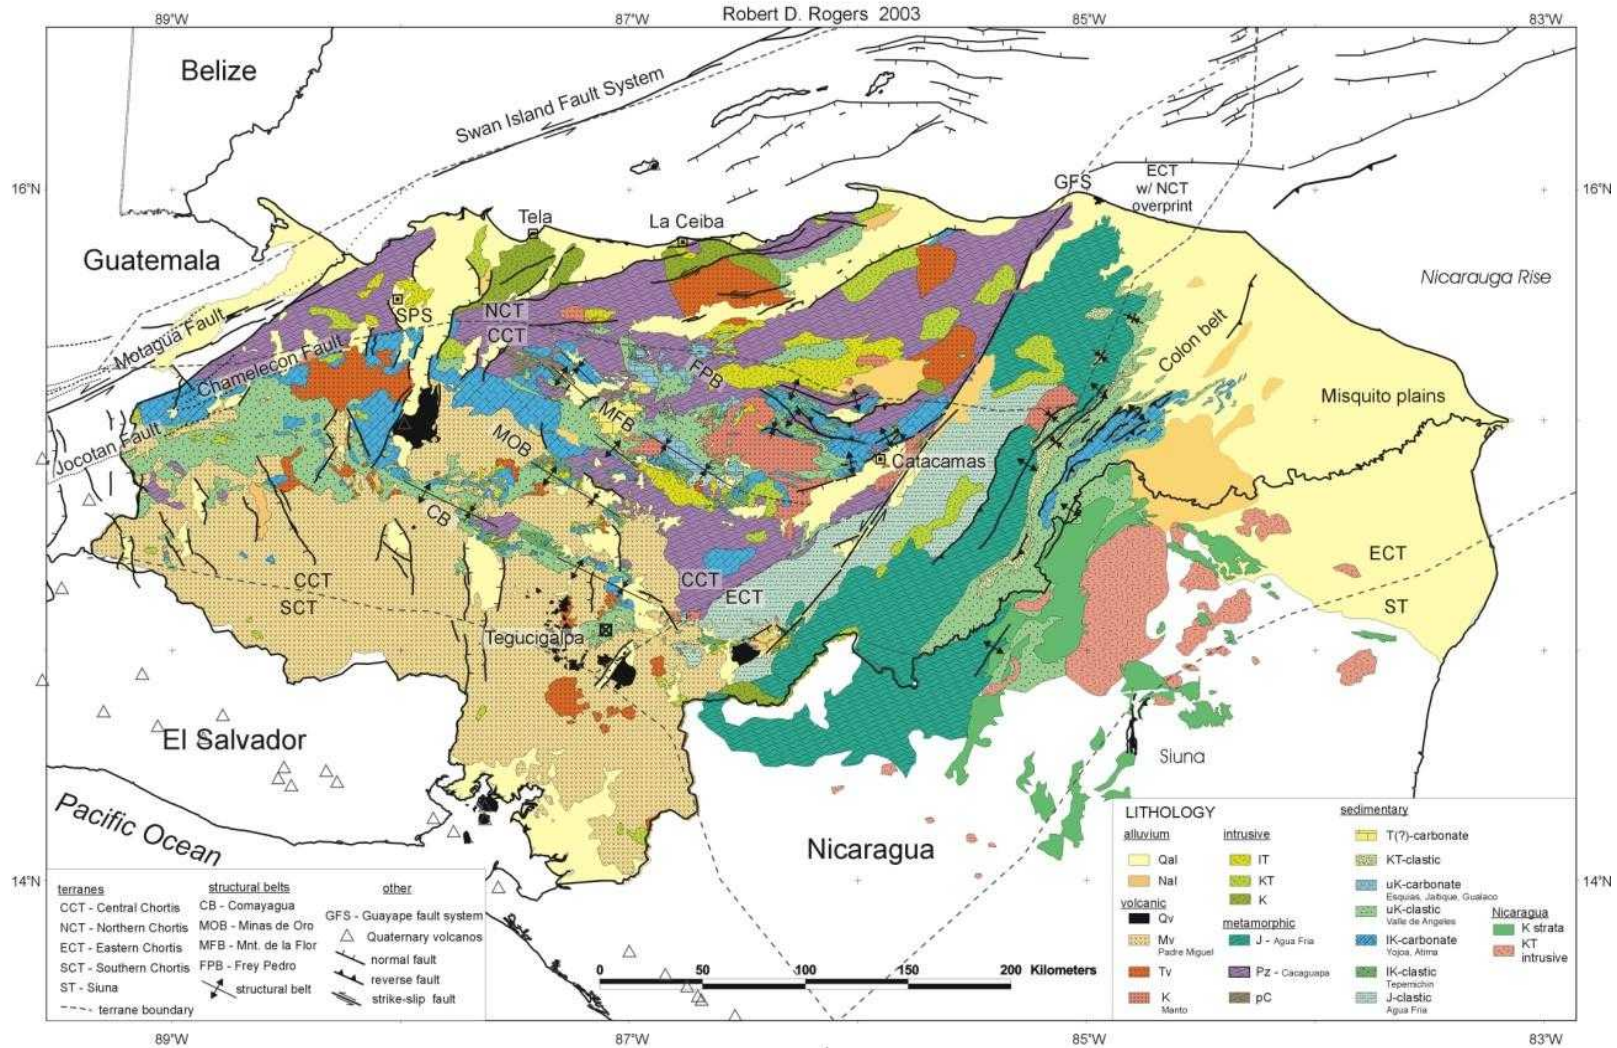 Robert D. Rogers 2003
89°W
87°W
85°W
83°W
Belize
Swan Island Fault System
16°N
16°N
GFS
ECT
w/ NCT
overprint
Tela
La Ceiba
Guatemala
Nicarauga Rise
SPS
NCT
CCT
Motagua Fault
Chamelecon Fault
Colon belt
FPB
Misquito plains
MFB
MOB
Jocotan Fault
Catacamas
CB
ECT
CCT
SCT
CCT
ECT
ST
Tegucigalpa
El Salvador
Siuna
Pacific Ocean
Nicaragua
14°N
14°N
terranes
CCT - Central Chortis
NCT - Northern Chortis
ECT - Eastern Chortis
SCT - Southern Chortis
ST - Siuna
terrane boundary
structural belts
CB - Comayagua
MOB - Minas de Oro
MFB - Mnt. de la Flor
FPB - Frey Pedro
structural belt
other
GFS - Guayape fault system
Quaternary volcanos
normal fault
reverse fault
strike-slip fault
0 50 100 150 200 Kilometers
LITHOLOGY
alluvium
Qal
Nal
volcanic
Qv
Mv
Padre Miguel
Tv
K
Manto
intrusive
IT
KT
K
metamorphic
J - Agua Fria
Pz - Cacaguapa
pC
sedimentary
T(?)-carbonate
KT-clastic
uK-carbonate
Esquias, Jaitique, Gualaco
uK-clastic
Valle de Angeles
lK-carbonate
Yojoa, Atima
lK-clastic
Tepemichin
J-clastic
Agua Fria
Nicaragua
K strata
KT
intrusive
89°W
87°W
85°W
83°W